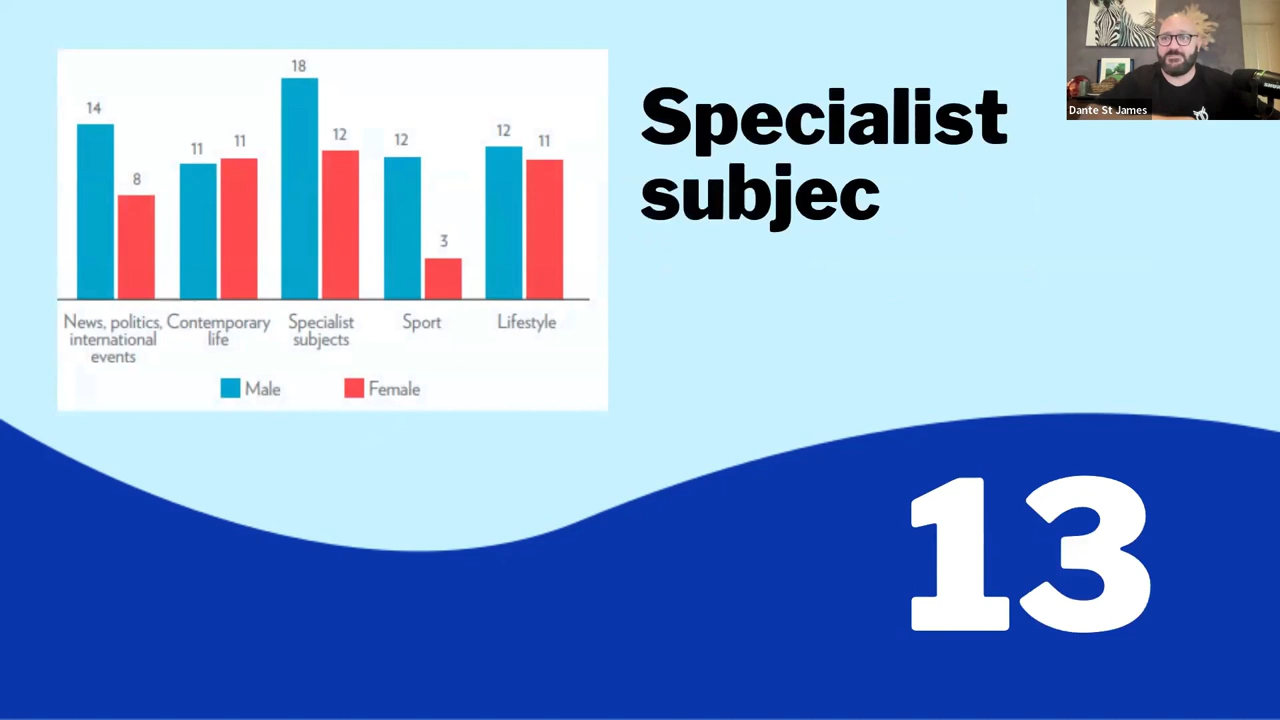 14
8
11
11
18
12
12
3
12
11
News, politics,
international
events
Contemporary
life
Specialist
subjects
Sport
Lifestyle
Male
Female
Specialist
subjec
Dante St James
13